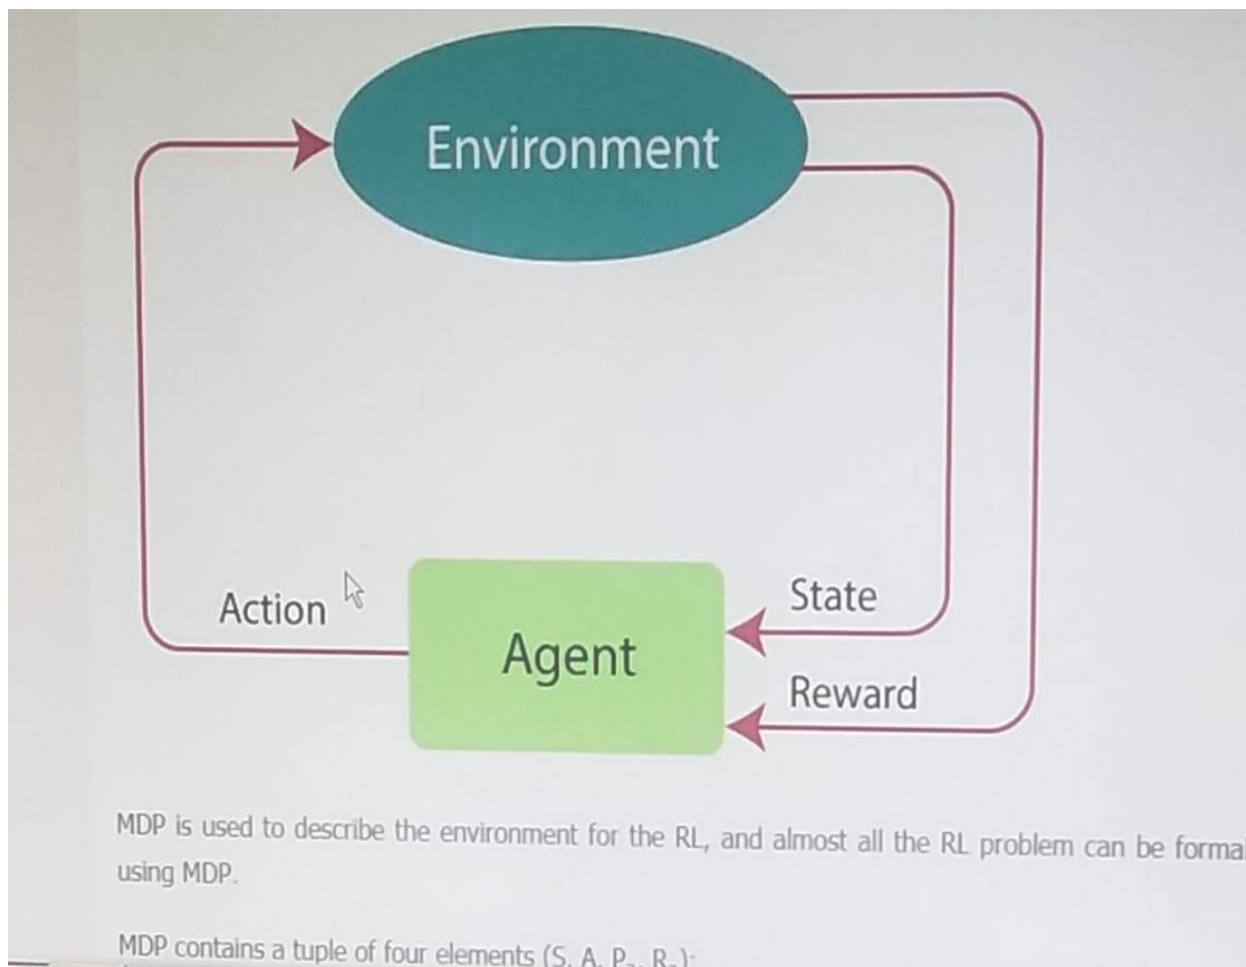 Environment
Action
State
Agent
Reward
MDP is used to describe the environment for the RL, and almost all the RL problem can be
using MDP.
MDP contains a tuple of four elements (S, A,